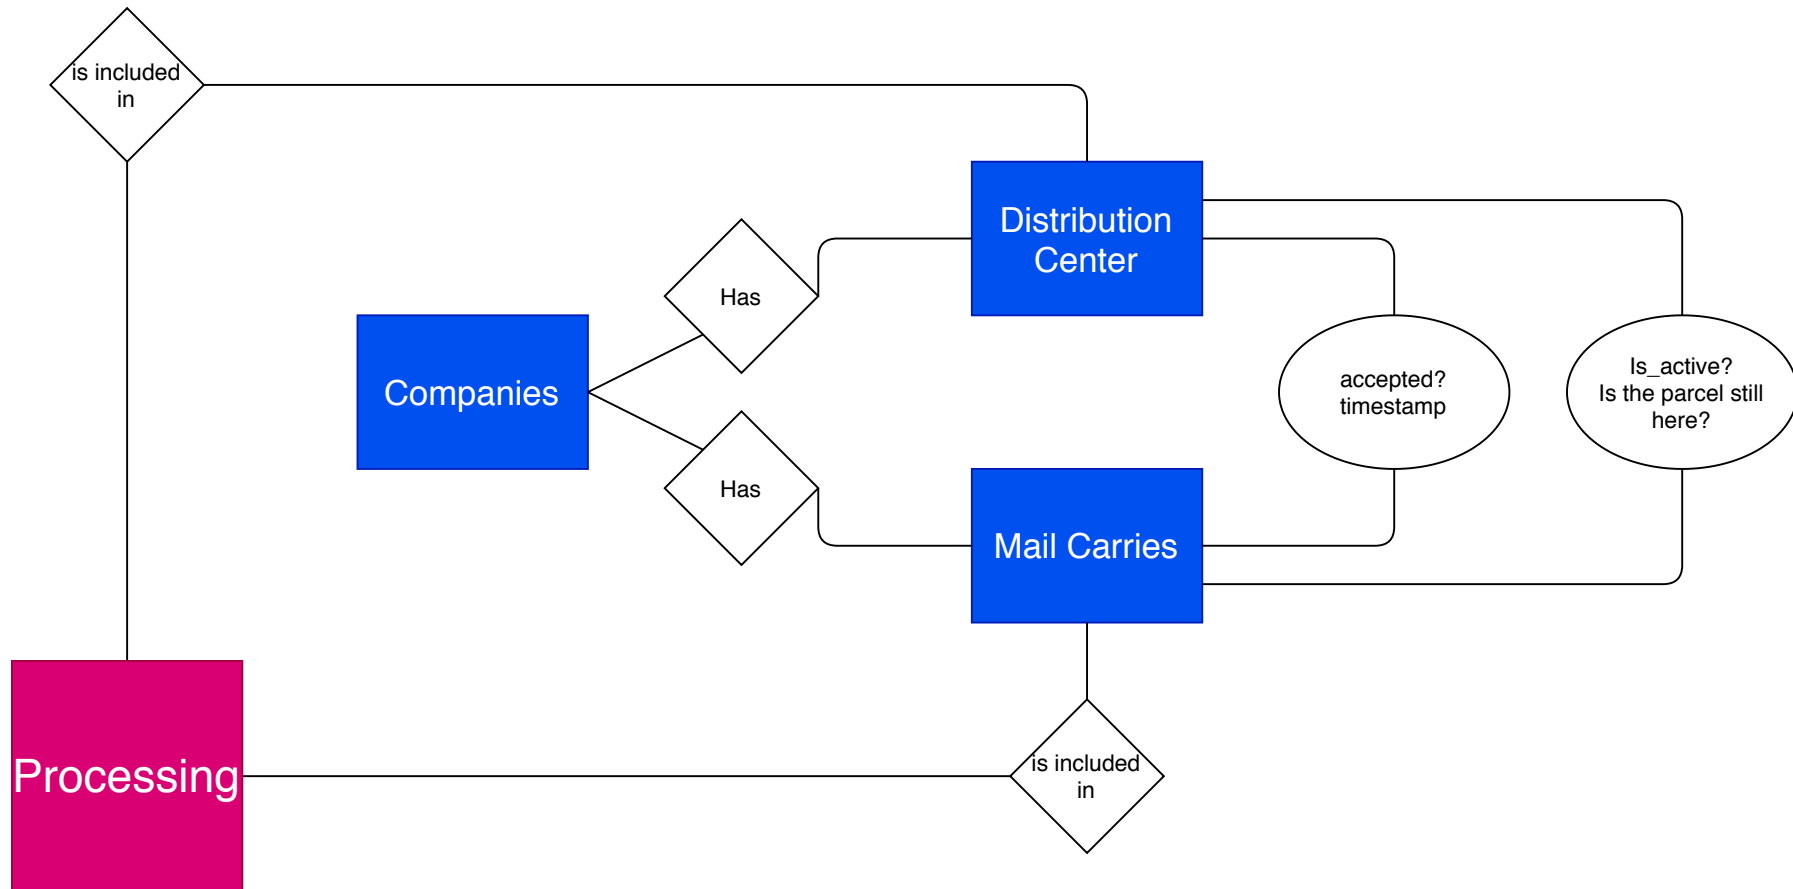 is included
in
Distribution
Center
Has
Companies
accepted?
timestamp
Is_active?
Is the parcel still
here?
Has
Mail Carries
Processing
is included
in